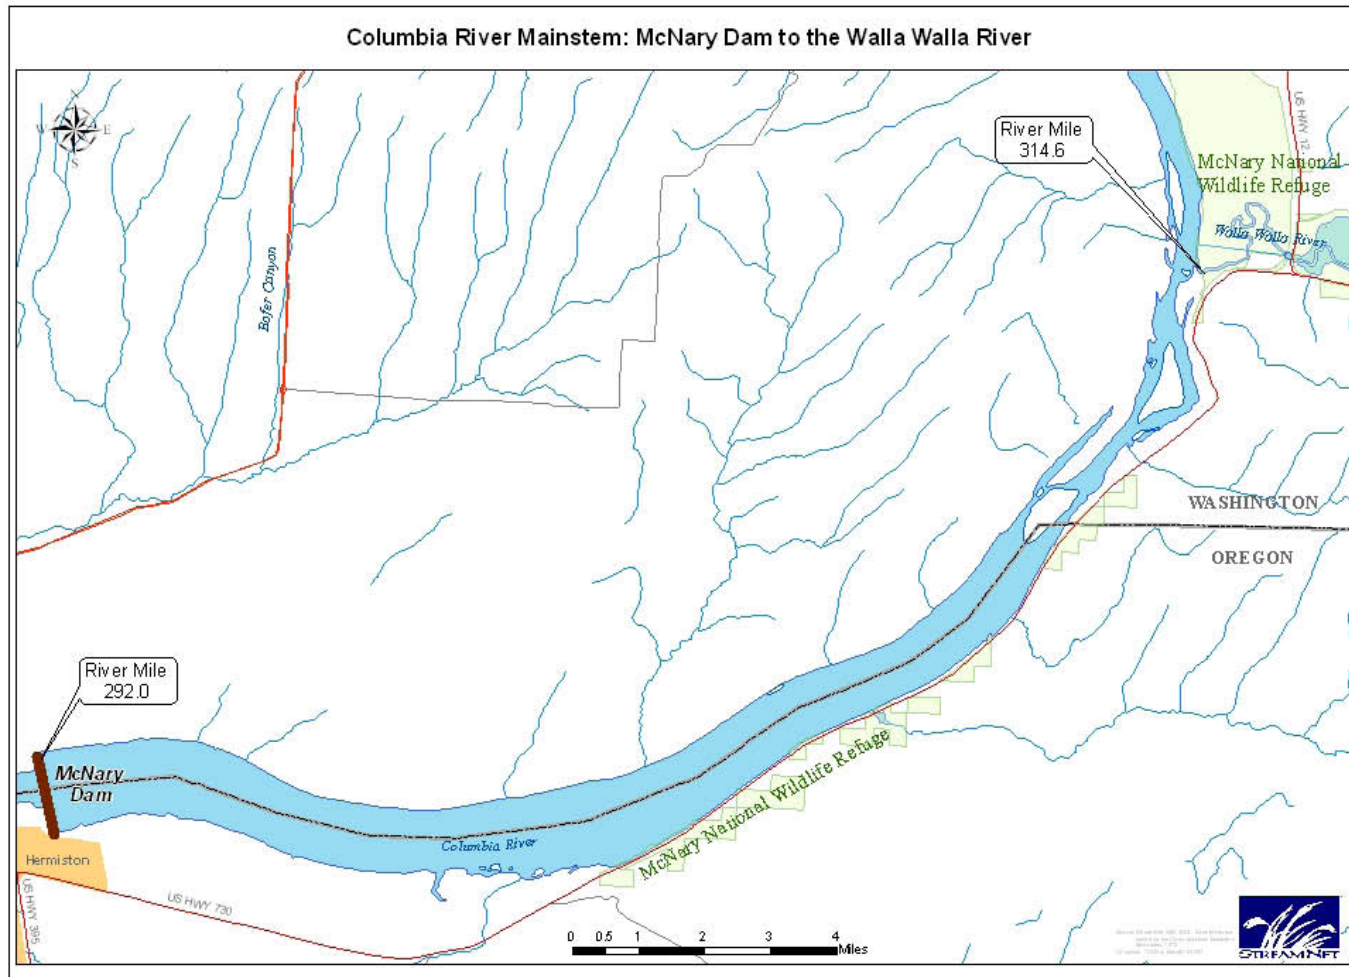 Columbia River Mainstem: McNary Dam to the Walla Walla River
N
W E
S
River Mile
314.6
US HWY 12
McNary National
Wildlife Refuge
Walla Walla River
Bofer Canyon
WASHINGTON
OREGON
River Mile
292.0
McNary
Dam
Columbia River
McNary National Wildlife Refuge
Hermiston
US HWY 730
US HWY 395
0 0.5 1 2 3 4
Miles
STREAMNET